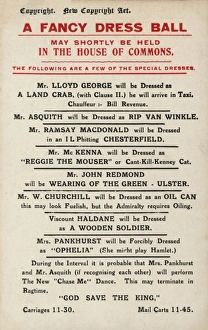 Copyright. New Copyright Act.
A FANCY DRESS BALL
MAY SHORTLY BE HELD
IN THE HOUSE OF COMMONS.
THE FOLLOWING ARE A FEW OF THE SPECIAL DRESSES.
Mr. LLOYD GEORGE will be Dressed as
A LAND CRAB, (with Clause II.) he will arrive in Taxi.
Chauffeur :- Bill Revenue.
Mr. ASQUITH will be Dressed as RIP VAN WINKLE.
Mr. RAMSAY MACDONALD will be Dressed
in an I L Phitting CHESTERFIELD.
Mr. M: KENNA will be Dressed as
"REGGIE THE MOUSER" or Cant-Kill-Kenney Cat.
Mr. JOHN REDMOND
will be WEARING OF THE GREEN - ULSTER.
Mr. W. CHURCHILL will be Dressed as an OIL CAN
this may look Fuulish, but the Admiralty requires Oiling.
Viscount HALDANE will be Dressed as
A WOODEN SOLDIER.
Mrs. PANKHURST will be Forcibly Dressed
as "OPHELIA" (She might play Hamlet.)
During the Interval it is probable that Mrs. Pankhurst
and Mr. Asquith (if recognising each other) will perform
The New "Chase Me" Dance. This may terminate in
Ragtime.
"GOD SAVE THE KING,"
Carriages 11-30. Mail Carts 11-45.